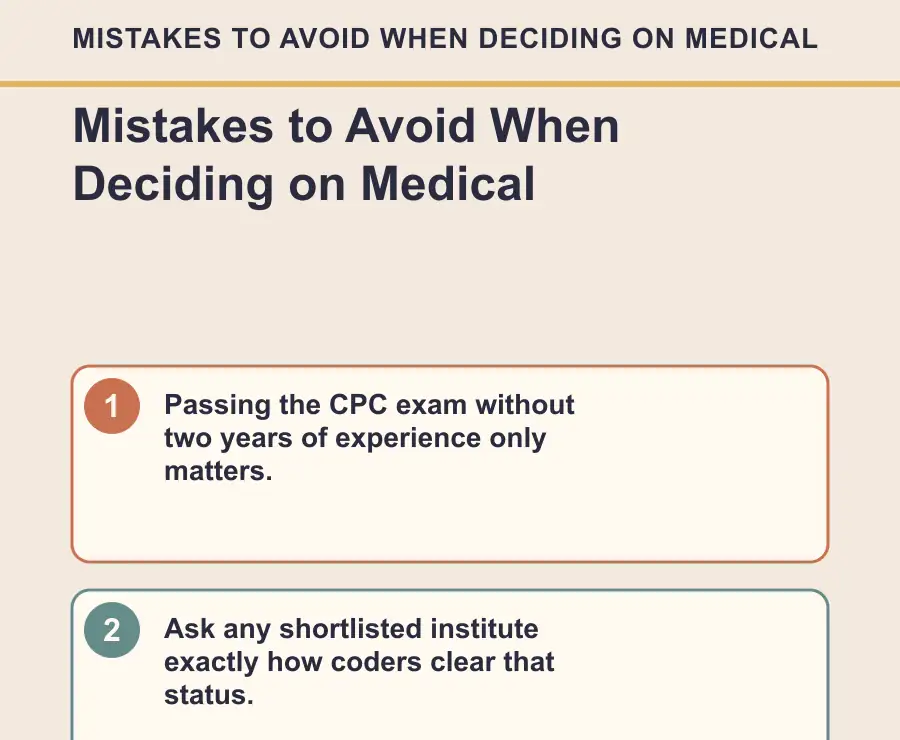 MISTAKES TO AVOID WHEN DECIDING ON MEDICAL
Mistakes to Avoid When
Deciding on Medical
1
Passing the CPC exam without
two years of experience only
matters.
2
Ask any shortlisted institute
exactly how coders clear that
status.